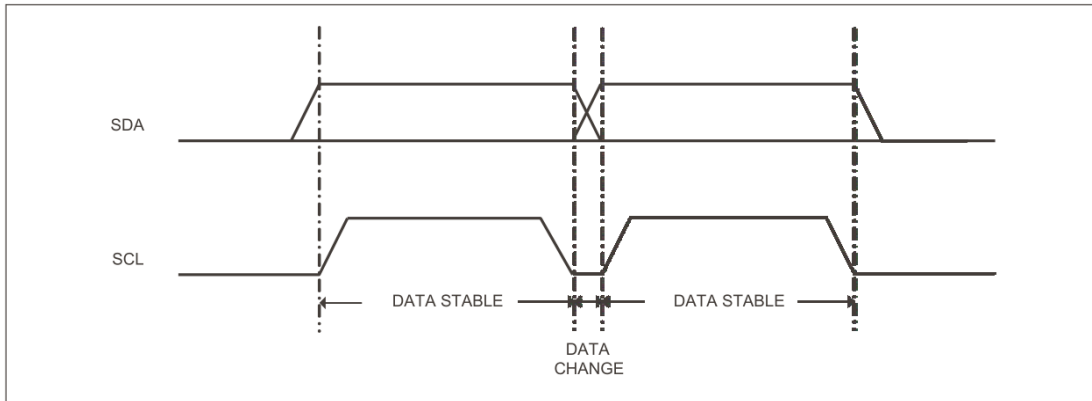 SDA
SCL
DATA STABLE
DATA STABLE
DATA
CHANGE